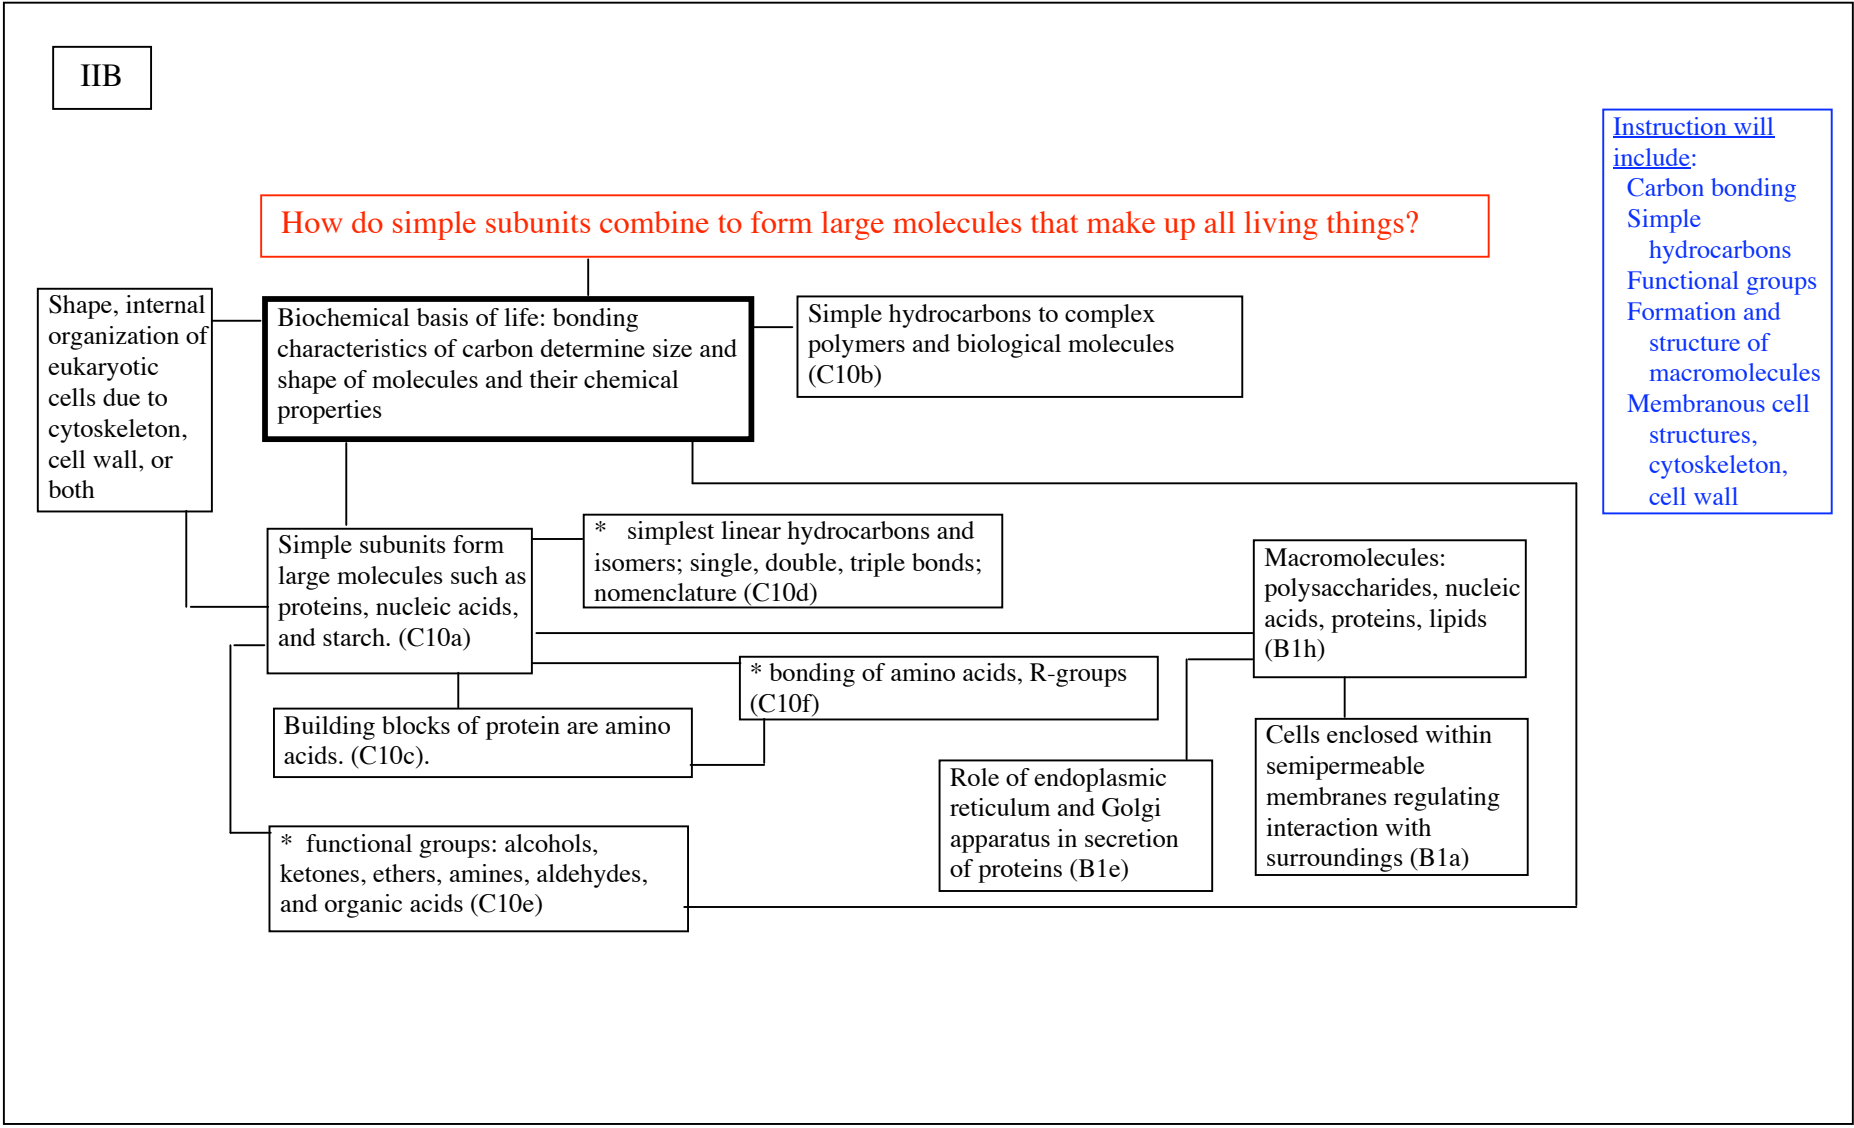 IIB
Instruction will
include:
Carbon bonding
Simple
hydrocarbons
Functional groups
Formation and
structure of
macromolecules
Membranous cell
structures,
cytoskeleton,
cell wall
How do simple subunits combine to form large molecules that make up all living things?
Shape, internal
organization of
eukaryotic
cells due to
cytoskeleton,
cell wall, or
both
Biochemical basis of life: bonding
characteristics of carbon determine size and
shape of molecules and their chemical
properties
Simple hydrocarbons to complex
polymers and biological molecules
(C10b)
Simple subunits form
large molecules such as
proteins, nucleic acids,
and starch. (C10a)
* simplest linear hydrocarbons and
isomers; single, double, triple bonds;
nomenclature (C10d)
Macromolecules:
polysaccharides, nucleic
acids, proteins, lipids
(B1h)
* bonding of amino acids, R-groups
(C10f)
Building blocks of protein are amino
acids. (C10c).
Role of endoplasmic
reticulum and Golgi
apparatus in secretion
of proteins (B1e)
Cells enclosed within
semipermeable
membranes regulating
interaction with
surroundings (B1a)
* functional groups: alcohols,
ketones, ethers, amines, aldehydes,
and organic acids (C10e)